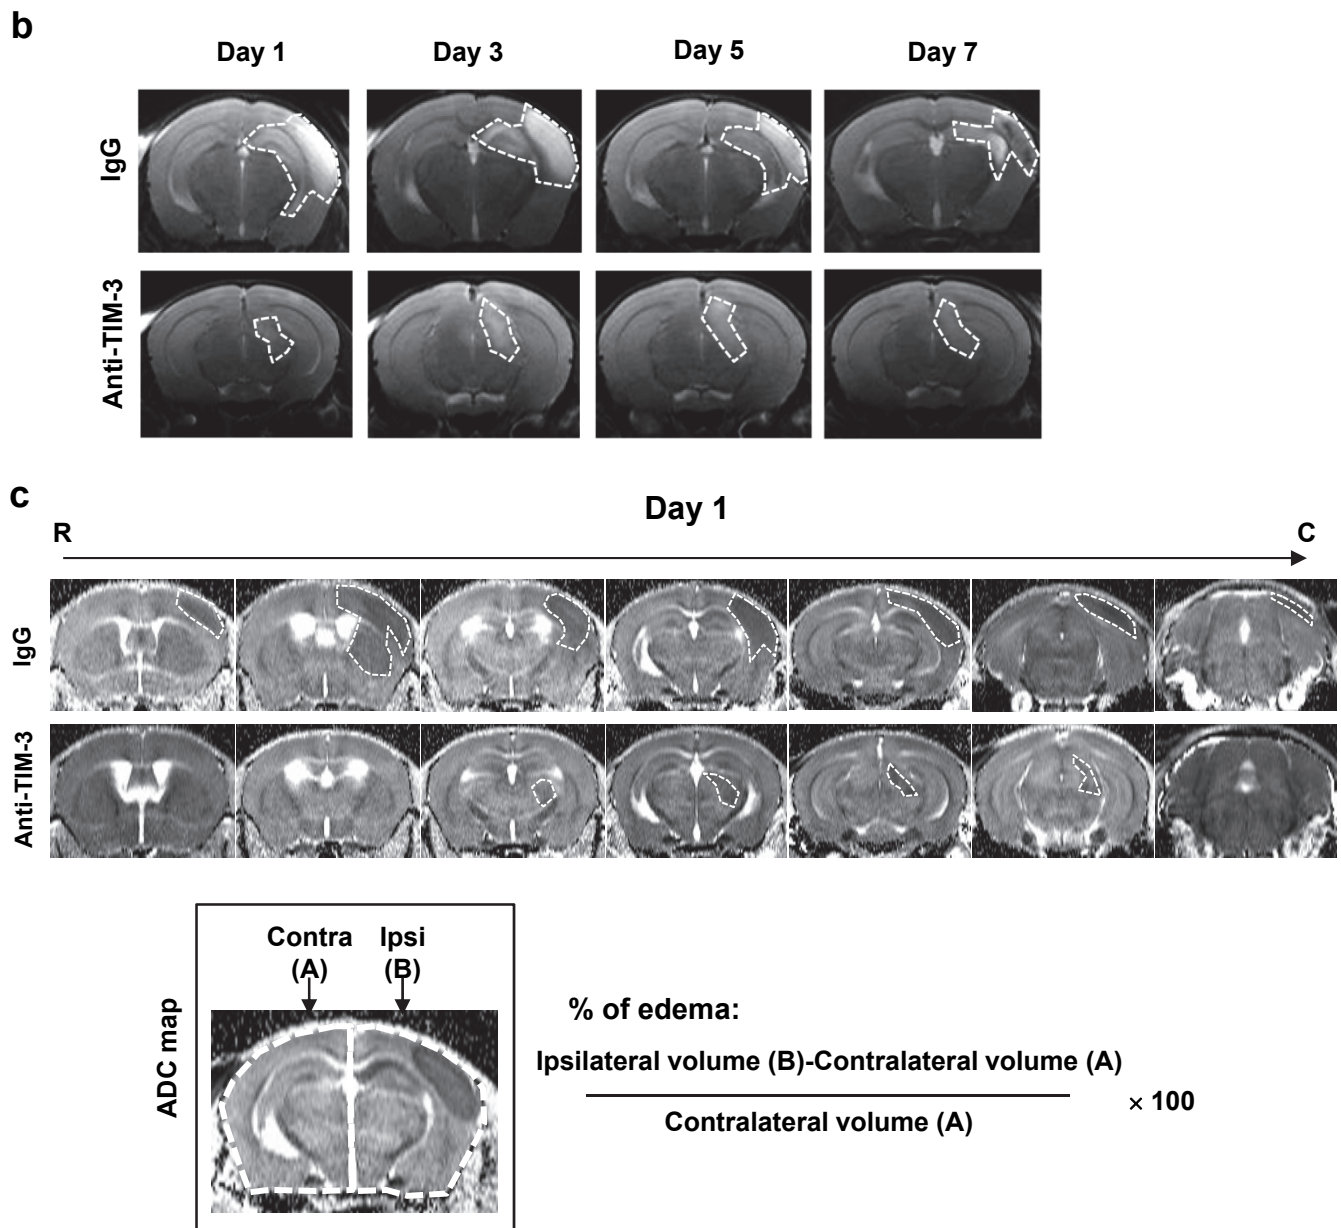 b
Day 1 Day 3 Day 5 Day 7
IgG
Anti-TIM-3
c
Day 1
R C
IgG
Anti-TIM-3
Contra Ipsi
(A) (B)
ADC map
% of edema:
Ipsilateral volume (B)-Contralateral volume (A)
× 100
Contralateral volume (A)